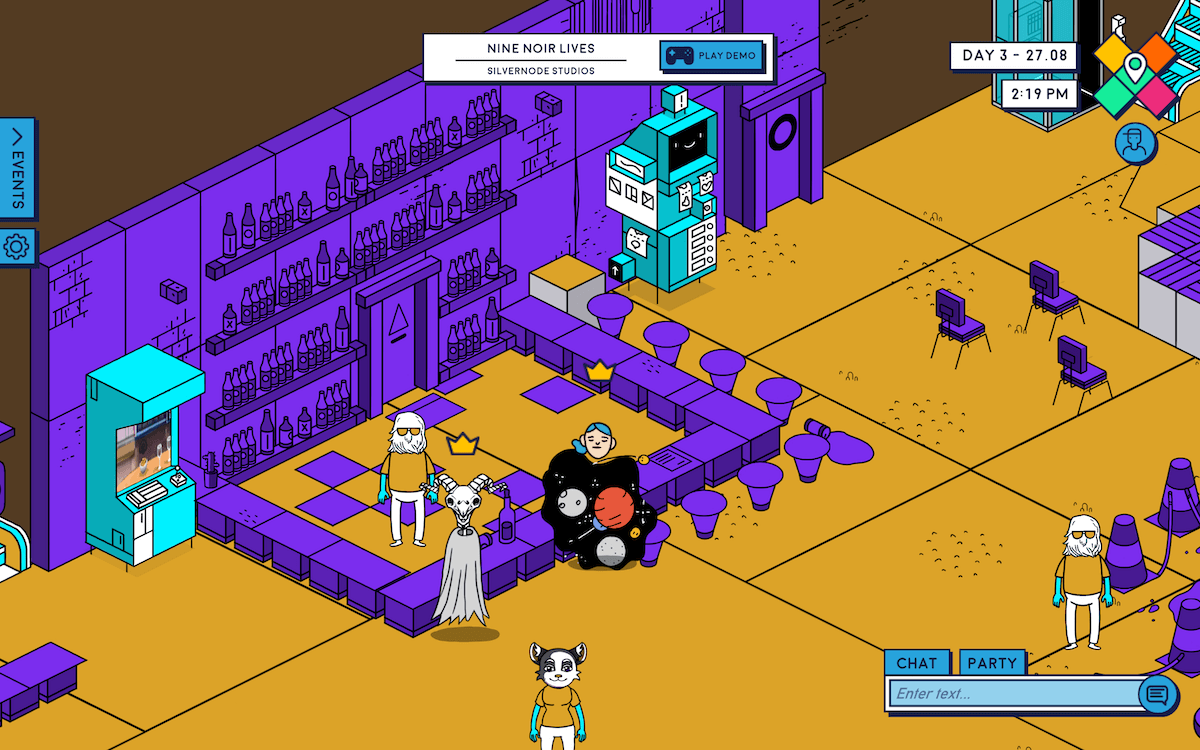 NINE NOIR LIVES
SILVERNODE STUDIOS
PLAY DEMO
DAY 3 - 27.08
2:19 PM
EVENTS
CHAT
PARTY
Enter text...